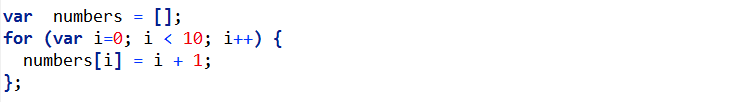 var  numbers = [];
for (var i=0; i < 10; i++) {
  numbers[i] = i + 1;
};